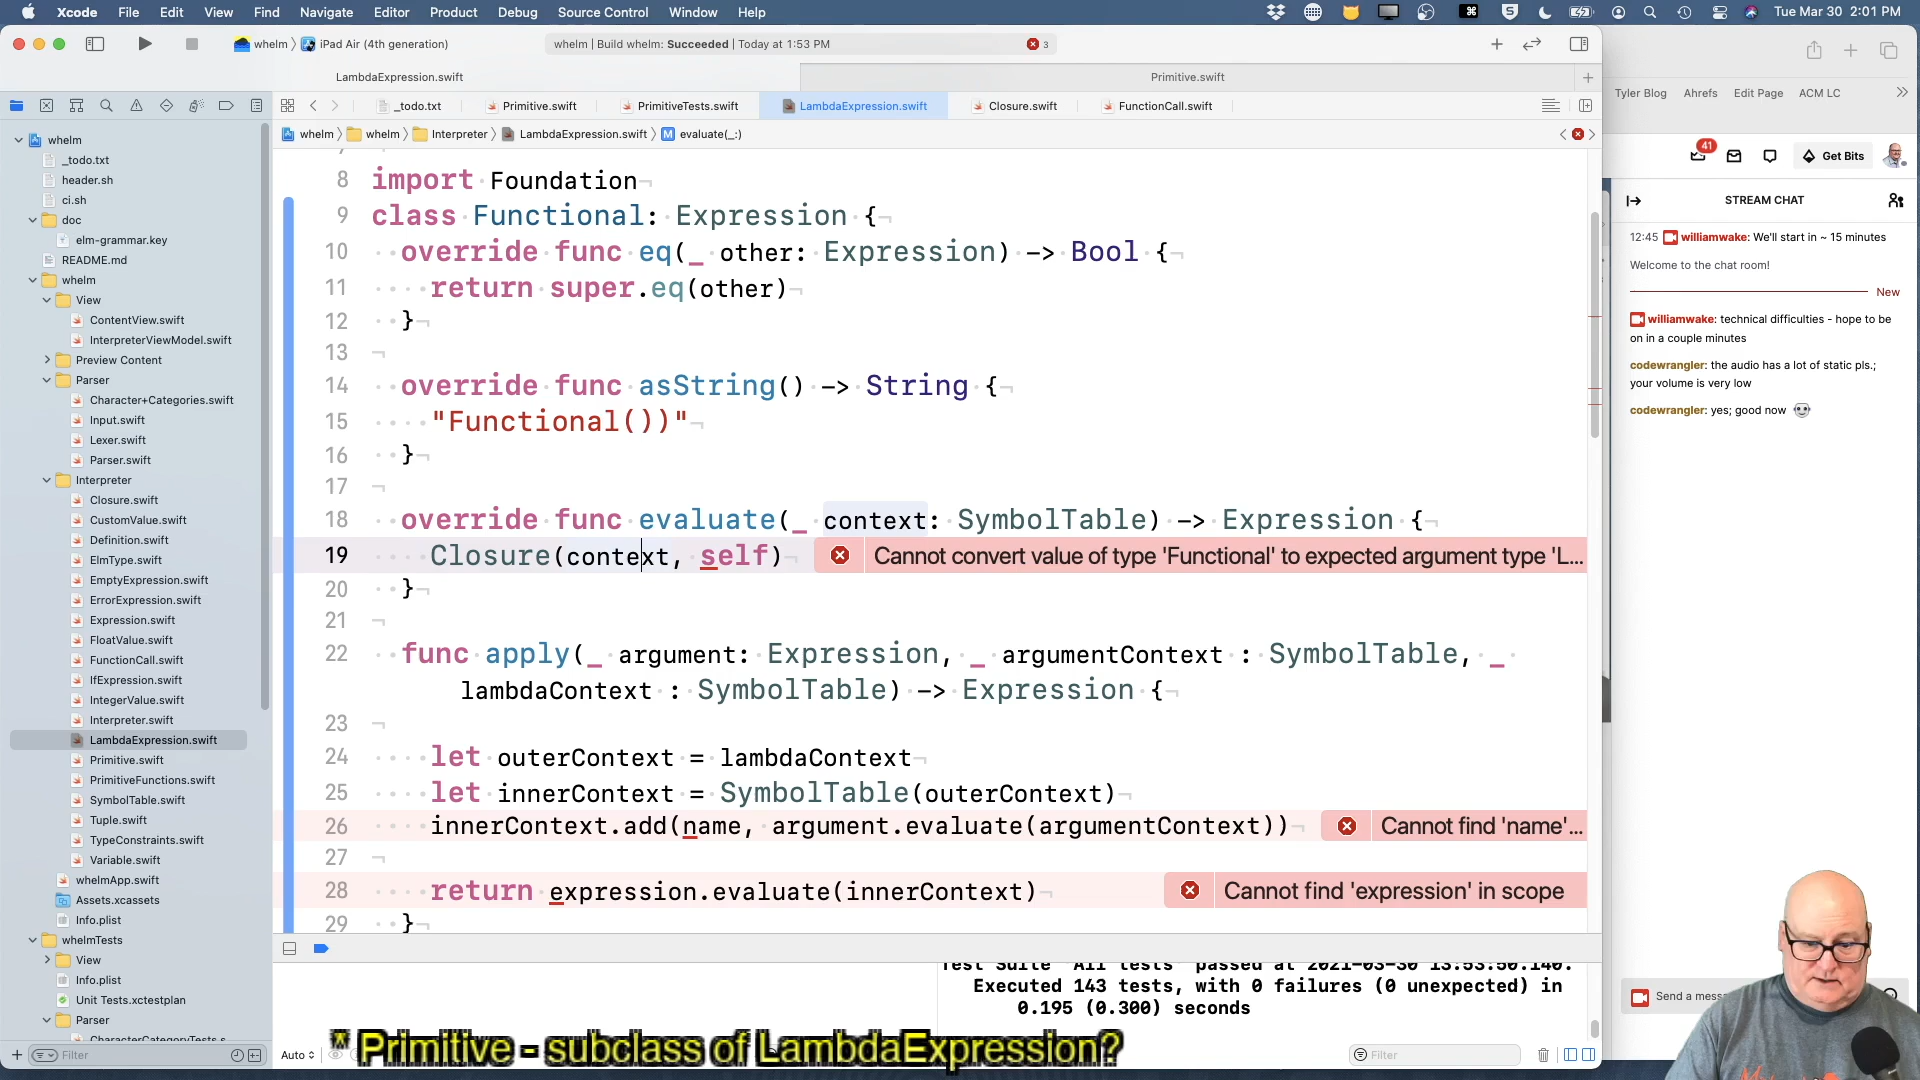 Xcode File Edit View Find Navigate Editor Product Debug Source Control Window Help
Tue Mar 30 2:01 PM
whelm iPad Air (4th generation)
whelm | Build whelm: Succeeded | Today at 1:53 PM
3
LambdaExpression.swift
Primitive.swift
_todo.txt Primitive.swift PrimitiveTests.swift LambdaExpression.swift Closure.swift FunctionCall.swift
whelm whelm Interpreter LambdaExpression.swift M evaluate(_:)
whelm
_todo.txt
header.sh
ci.sh
doc
elm-grammar.key
README.md
whelm
View
ContentView.swift
InterpreterViewModel.swift
Preview Content
Parser
Character+Categories.swift
Input.swift
Lexer.swift
Parser.swift
Interpreter
Closure.swift
CustomValue.swift
Definition.swift
ElmType.swift
EmptyExpression.swift
ErrorExpression.swift
Expression.swift
FloatValue.swift
FunctionCall.swift
IfExpression.swift
IntegerValue.swift
Interpreter.swift
LambdaExpression.swift
Primitive.swift
PrimitiveFunctions.swift
SymbolTable.swift
Tuple.swift
TypeConstraints.swift
Variable.swift
whelmApp.swift
Assets.xcassets
Info.plist
whelmTests
View
Info.plist
Unit Tests.xctestplan
Parser
CharacterCategoryTests.s
Filter
8 import Foundation
9 class Functional: Expression {
10 override func eq(_ other: Expression) -> Bool {
11 return super.eq(other)
12 }
13
14 override func asString() -> String {
15 "Functional())"
16 }
17
18 override func evaluate(_ context: SymbolTable) -> Expression {
19 Closure(context, self) Cannot convert value of type 'Functional' to expected argument type 'L...
20 }
21
22 func apply(_ argument: Expression, _ argumentContext : SymbolTable, _
lambdaContext : SymbolTable) -> Expression {
23
24 let outerContext = lambdaContext
25 let innerContext = SymbolTable(outerContext)
26 innerContext.add(name, argument.evaluate(argumentContext)) Cannot find 'name'...
27
28 return expression.evaluate(innerContext) Cannot find 'expression' in scope
29 }
Test Suite 'All tests' passed at 2021-03-30 13:53:50.140.
Executed 143 tests, with 0 failures (0 unexpected) in
0.195 (0.300) seconds
* Primitive - subclass of LambdaExpression?
Auto
Filter
Tyler Blog Ahrefs Edit Page ACM LC
41
Get Bits
STREAM CHAT
12:45 williamwake: We'll start in ~ 15 minutes
Welcome to the chat room!
New
williamwake: technical difficulties - hope to be
on in a couple minutes
codewrangler: the audio has a lot of static pls.;
your volume is very low
codewrangler: yes; good now
Send a mess